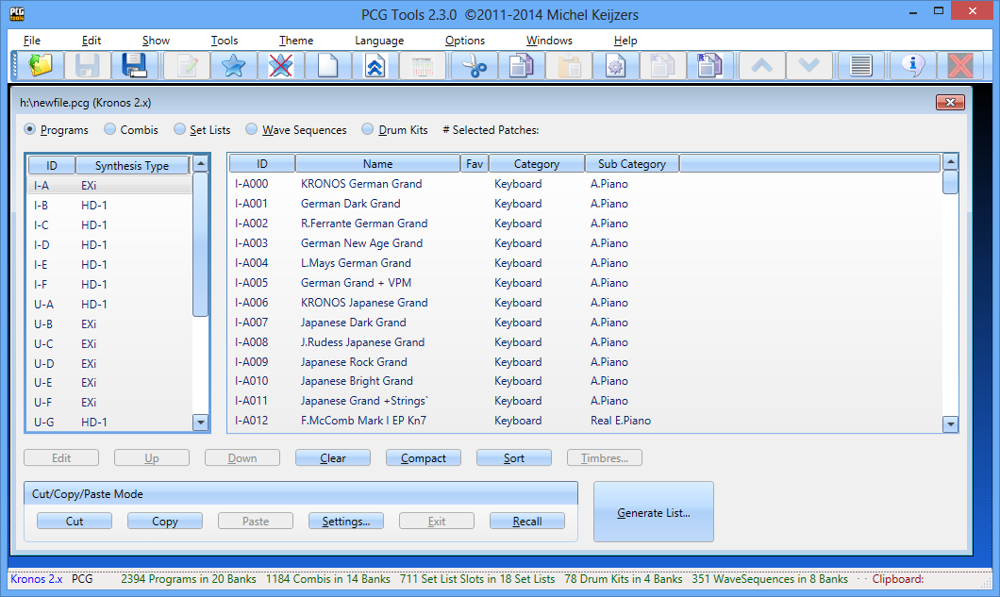 PCG Tools 2.3.0 ©2011-2014 Michel Keijzers
File Edit Show Tools Theme Language Options Windows Help
h:\newfile.pcg (Kronos 2.x)
Programs Combis Set Lists Wave Sequences Drum Kits # Selected Patches:
ID Synthesis Type
I-A EXi
I-B HD-1
I-C HD-1
I-D HD-1
I-E HD-1
I-F HD-1
U-A HD-1
U-B EXi
U-C EXi
U-D EXi
U-E EXi
U-F EXi
U-G HD-1
ID Name Fav Category Sub Category
I-A000 KRONOS German Grand Keyboard A.Piano
I-A001 German Dark Grand Keyboard A.Piano
I-A002 R.Ferrante German Grand Keyboard A.Piano
I-A003 German New Age Grand Keyboard A.Piano
I-A004 L.Mays German Grand Keyboard A.Piano
I-A005 German Grand + VPM Keyboard A.Piano
I-A006 KRONOS Japanese Grand Keyboard A.Piano
I-A007 Japanese Dark Grand Keyboard A.Piano
I-A008 J.Rudess Japanese Grand Keyboard A.Piano
I-A009 Japanese Rock Grand Keyboard A.Piano
I-A010 Japanese Bright Grand Keyboard A.Piano
I-A011 Japanese Grand +Strings` Keyboard A.Piano
I-A012 F.McComb Mark I EP Kn7 Keyboard Real E.Piano
Edit Up Down Clear Compact Sort Timbres...
Cut/Copy/Paste Mode
Cut Copy Paste Settings... Exit Recall
Generate List...
Kronos 2.x PCG 2394 Programs in 20 Banks 1184 Combis in 14 Banks 711 Set List Slots in 18 Set Lists 78 Drum Kits in 4 Banks 351 WaveSequences in 8 Banks - - Clipboard: